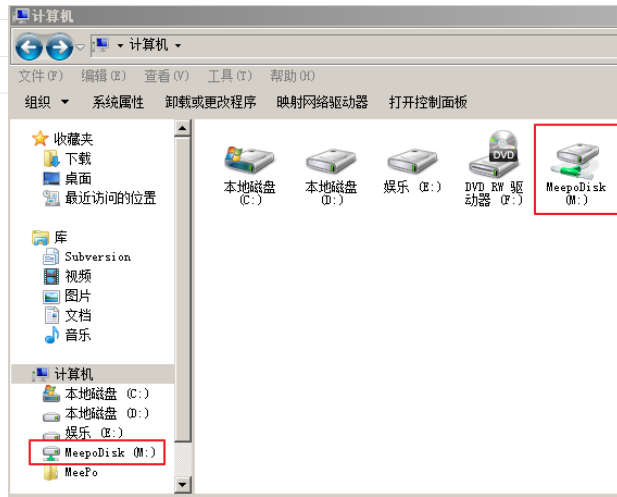 计算机
计算机
文件(F) 编辑(E) 查看(V) 工具(T) 帮助(H)
组织 系统属性 卸载或更改程序 映射网络驱动器 打开控制面板
收藏夹
下载
桌面
最近访问的位置
库
Subversion
视频
图片
文档
音乐
计算机
本地磁盘 (C:)
本地磁盘 (D:)
娱乐 (E:)
MeepoDisk (M:)
MeePo
本地磁盘
(C:)
本地磁盘
(D:)
娱乐 (E:)
DVD
DVD RW 驱
动器 (F:)
MeepoDisk
(M:)